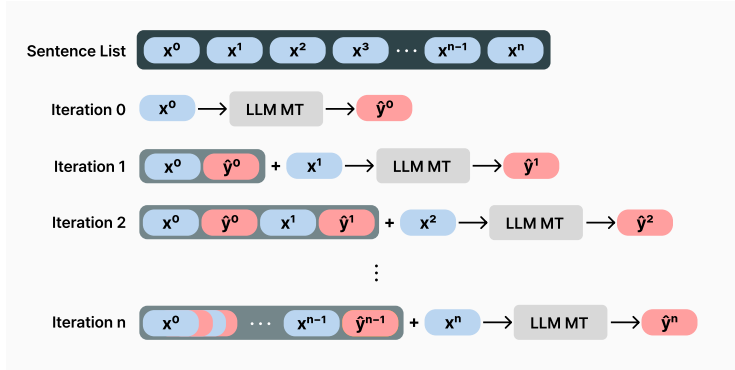 Sentence List x⁰ x¹ x² x³ ··· xⁿ⁻¹ xⁿ
Iteration 0 x⁰ → LLM MT → ŷ⁰
Iteration 1 x⁰ ŷ⁰ + x¹ → LLM MT → ŷ¹
Iteration 2 x⁰ ŷ⁰ x¹ ŷ¹ + x² → LLM MT → ŷ²
⋮
Iteration n x⁰ ··· xⁿ⁻¹ ŷⁿ⁻¹ + xⁿ → LLM MT → ŷⁿ